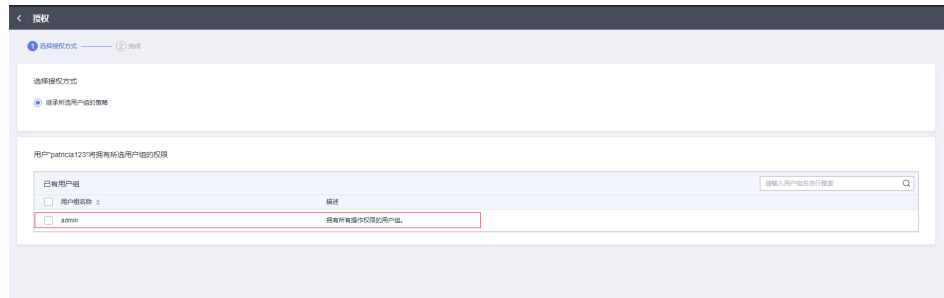 授权
1 选择授权方式 2 完成
选择授权方式
继承所选用户组的策略
用户"patricia123"将拥有所选用户组的权限
已有用户组 请输入用户组名进行搜索
用户组名称 描述
admin 拥有所有操作权限的用户组。